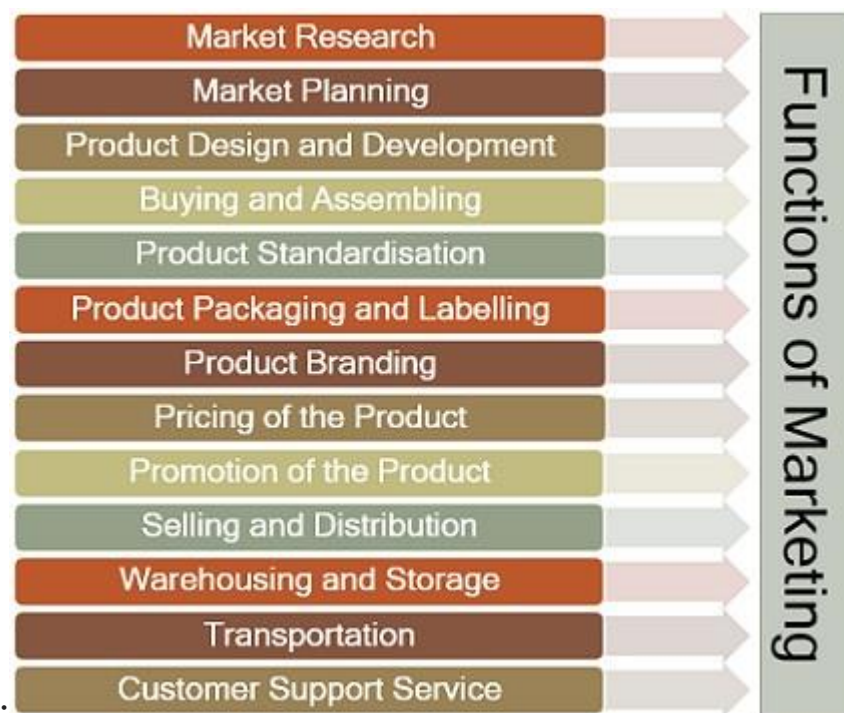 Market Research
Market Planning
Product Design and Development
Buying and Assembling
Product Standardisation
Product Packaging and Labelling
Product Branding
Pricing of the Product
Promotion of the Product
Selling and Distribution
Warehousing and Storage
Transportation
Customer Support Service
Functions of Marketing